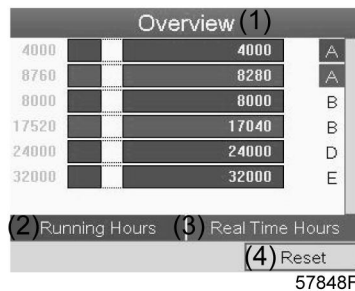 Overview (1)
4000 4000 A
8760 8280 A
8000 8000 B
17520 17040 B
24000 24000 D
32000 32000 E
(2) Running Hours (3) Real Time Hours
(4) Reset
57848F